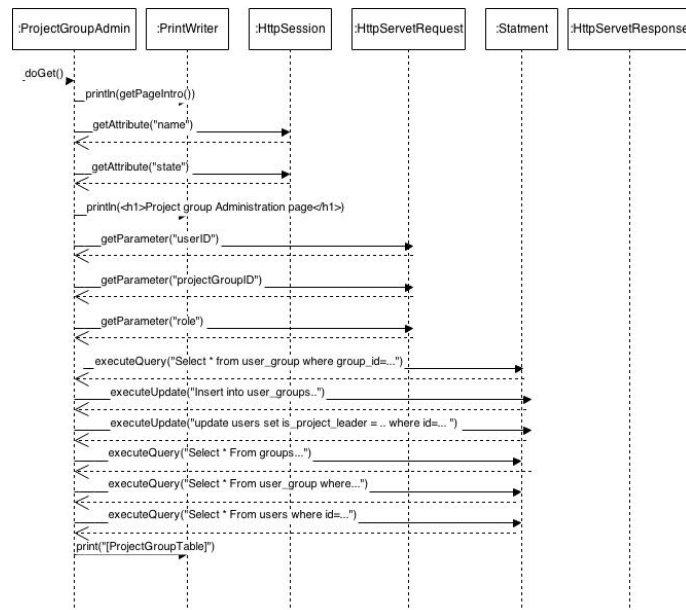 :ProjectGroupAdmin :PrintWriter :HttpSession :HttpServetRequest :Statment :HttpServetResponse
doGet()
println(getPageIntro())
getAttribute("name")
getAttribute("state")
println(<h1>Project group Administration page</h1>)
getParameter("userID")
getParameter("projectGroupID")
getParameter("role")
executeQuery("Select * from user_group where group_id=...")
executeUpdate("Insert into user_groups..")
executeUpdate("update users set is_project_leader = .. where id=... ")
executeQuery("Select * From groups...")
executeQuery("Select * From user_group where...")
executeQuery("Select * From users where id=...")
print("[ProjectGroupTable]")